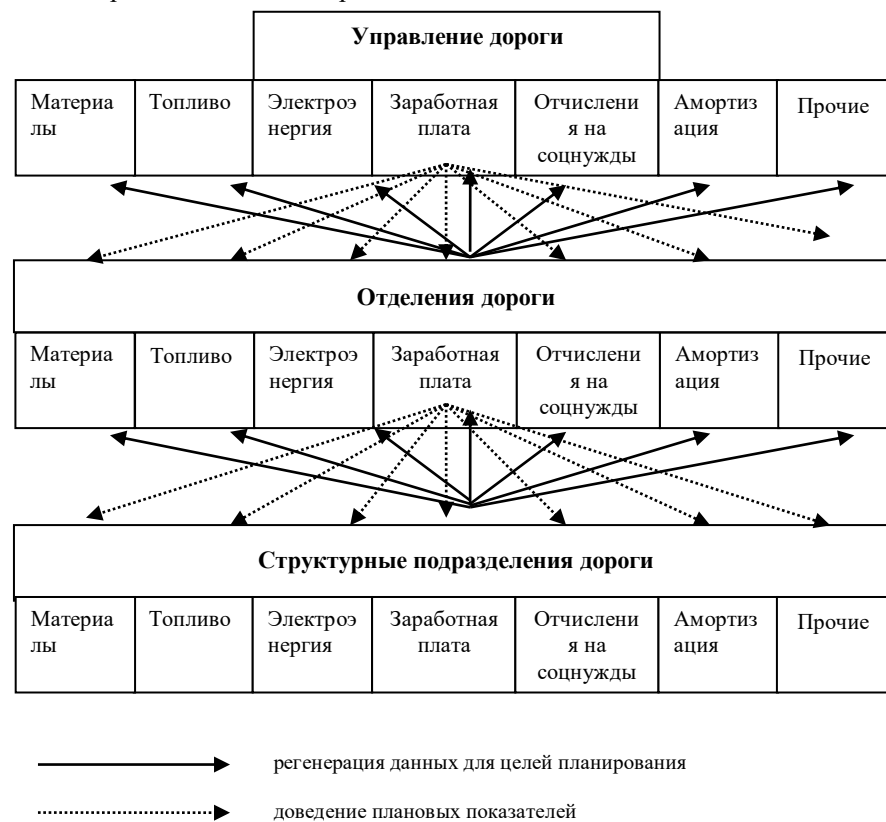 Управление дороги
Материа
лы
Топливо
Электроэ
нергия
Заработная
плата
Отчислени
я на
соцнужды
Амортиз
ация
Прочие
Отделения дороги
Материа
лы
Топливо
Электроэ
нергия
Заработная
плата
Отчислени
я на
соцнужды
Амортиз
ация
Прочие
Структурные подразделения дороги
Материа
лы
Топливо
Электроэ
нергия
Заработная
плата
Отчислени
я на
соцнужды
Амортиз
ация
Прочие
регенерация данных для целей планирования
доведение плановых показателей